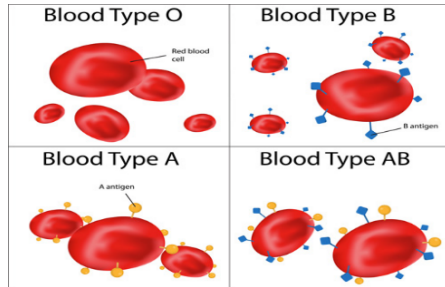 Blood Type O
Red blood
cell
Blood Type B
B antigen
Blood Type A
A antigen
Blood Type AB